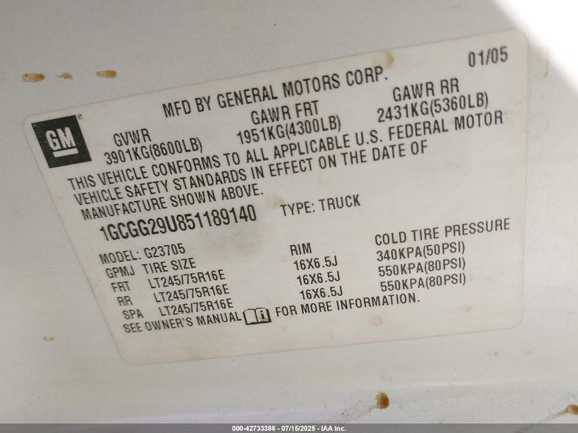 01/05
MFD BY GENERAL MOTORS CORP.
GM
GVWR GAWR FRT GAWR RR
3901KG(8600LB) 1951KG(4300LB) 2431KG(5360LB)
THIS VEHICLE CONFORMS TO ALL APPLICABLE U.S. FEDERAL MOTOR
VEHICLE SAFETY STANDARDS IN EFFECT ON THE DATE OF
MANUFACTURE SHOWN ABOVE.
1GCGG29U851189140 TYPE: TRUCK
MODEL: G23705
GPMJ TIRE SIZE RIM COLD TIRE PRESSURE
FRT LT245/75R16E 16X6.5J 340KPA(50PSI)
RR LT245/75R16E 16X6.5J 550KPA(80PSI)
SPA LT245/75R16E 16X6.5J 550KPA(80PSI)
SEE OWNER'S MANUAL i FOR MORE INFORMATION.
000-42733386 - 07/15/2025 - IAA Inc.